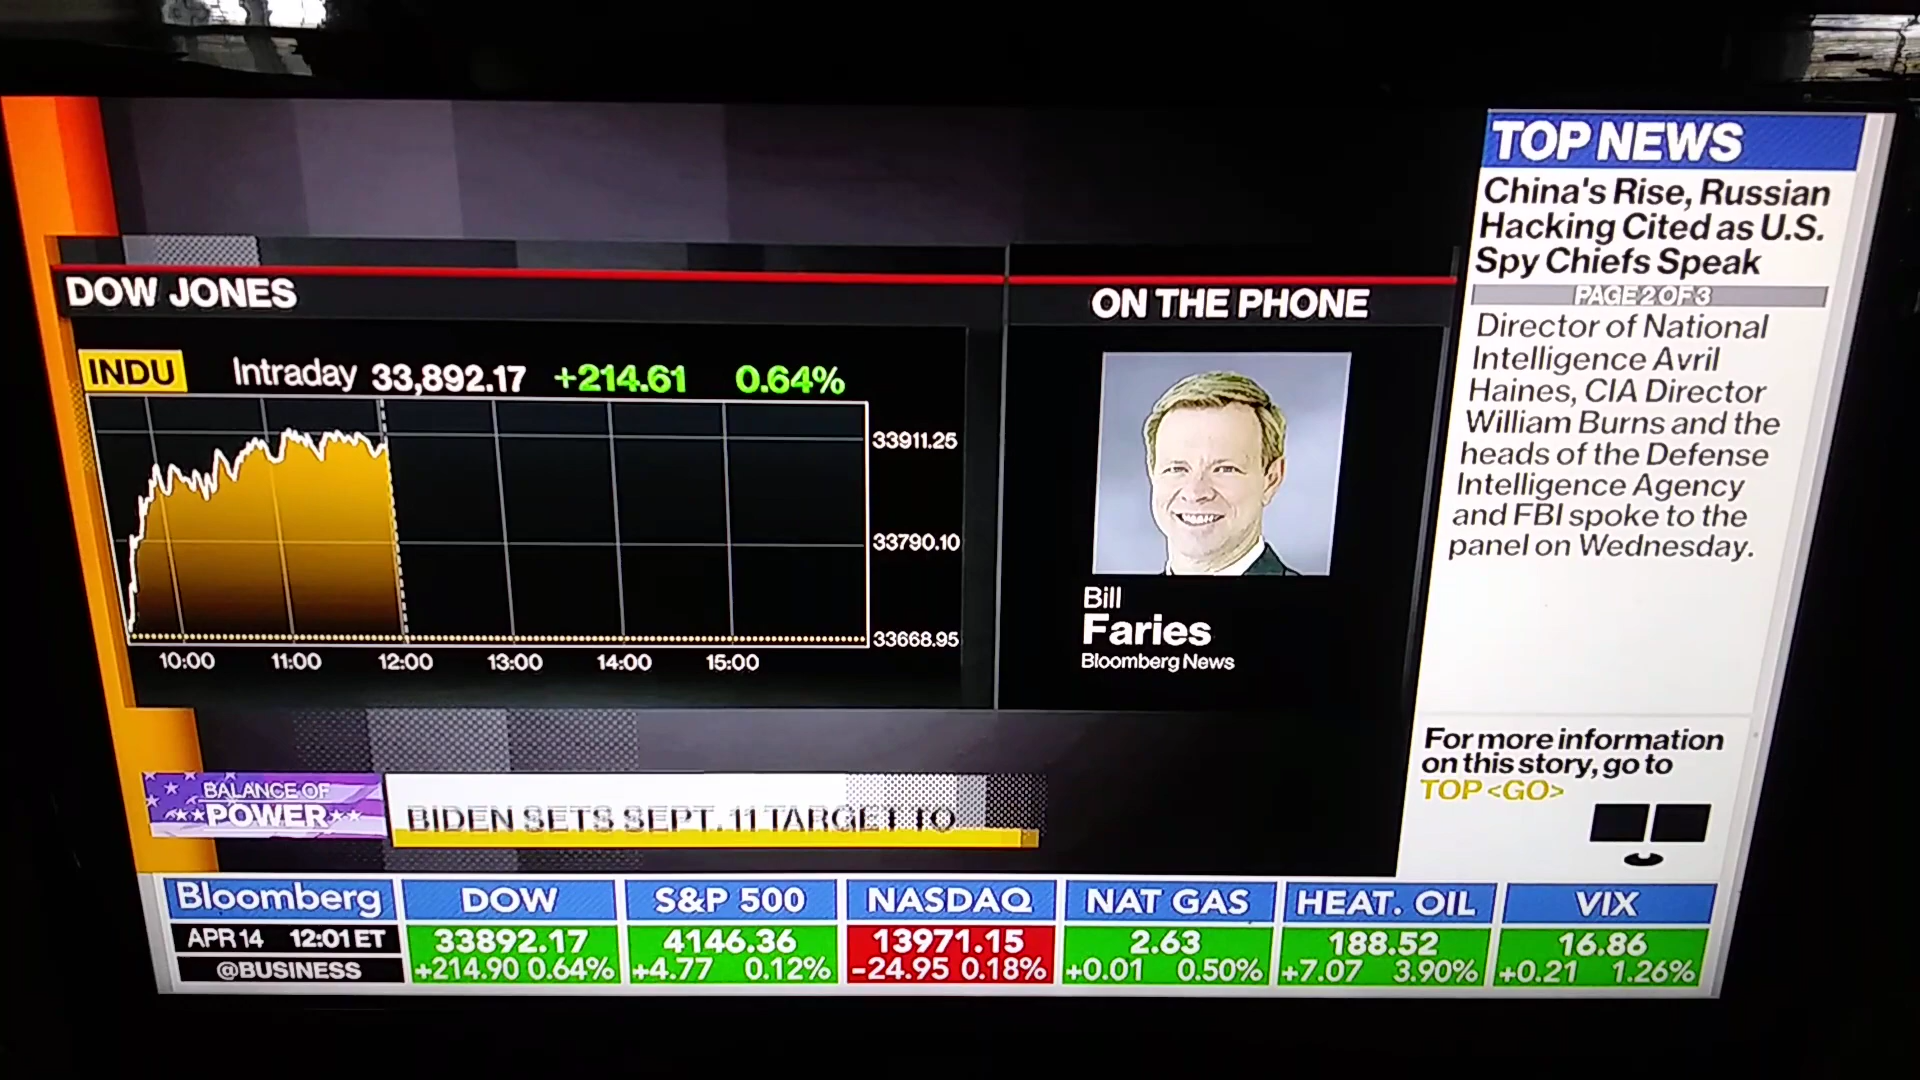 TOP NEWS
China's Rise, Russian
Hacking Cited as U.S.
Spy Chiefs Speak
PAGE 2 OF 3
Director of National
Intelligence Avril
Haines, CIA Director
William Burns and the
heads of the Defense
Intelligence Agency
and FBI spoke to the
panel on Wednesday.
For more information
on this story, go to
TOP <GO>
DOW JONES
INDU Intraday 33,892.17 +214.61 0.64%
33911.25
33790.10
33668.95
10:00 11:00 12:00 13:00 14:00 15:00
ON THE PHONE
Bill
Faries
Bloomberg News
BALANCE OF
POWER
BIDEN SETS SEPT. 11 TARGET TO
Bloomberg
APR 14 12:01 ET
@BUSINESS
DOW
33892.17
+214.90 0.64%
S&P 500
4146.36
+4.77 0.12%
NASDAQ
13971.15
-24.95 0.18%
NAT GAS
2.63
+0.01 0.50%
HEAT. OIL
188.52
+7.07 3.90%
VIX
16.86
+0.21 1.26%